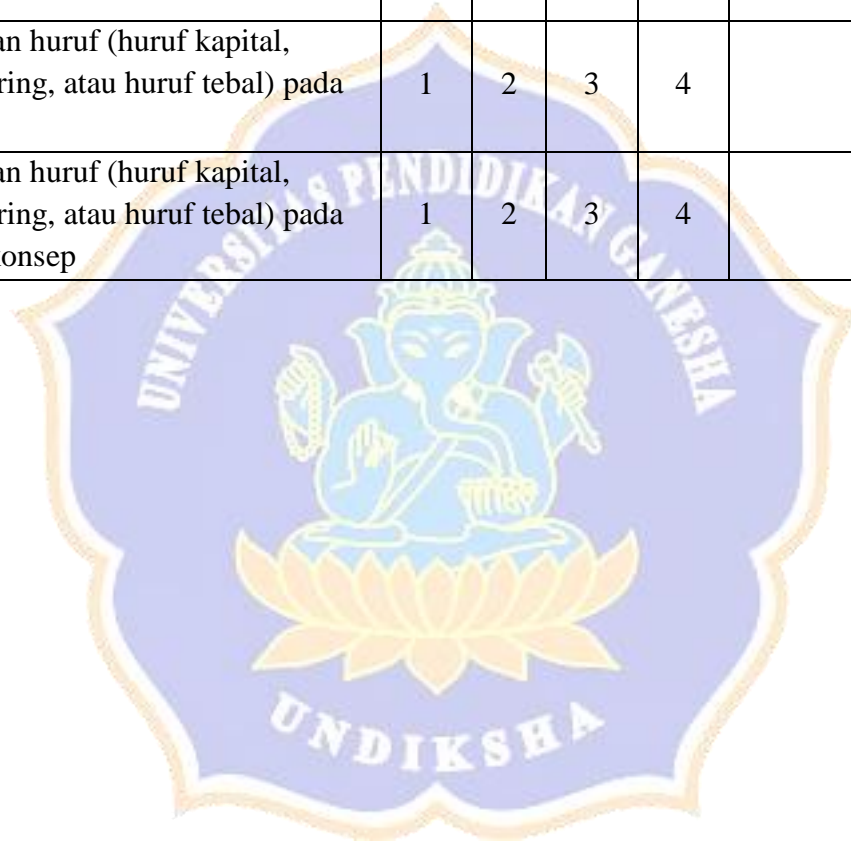 an huruf (huruf kapital,
ring, atau huruf tebal) pada 1 2 3 4
an huruf (huruf kapital,
ring, atau huruf tebal) pada 1 2 3 4
konsep
UNIVERSITAS PENDIDIKAN GANESHA
UNDIKSHA